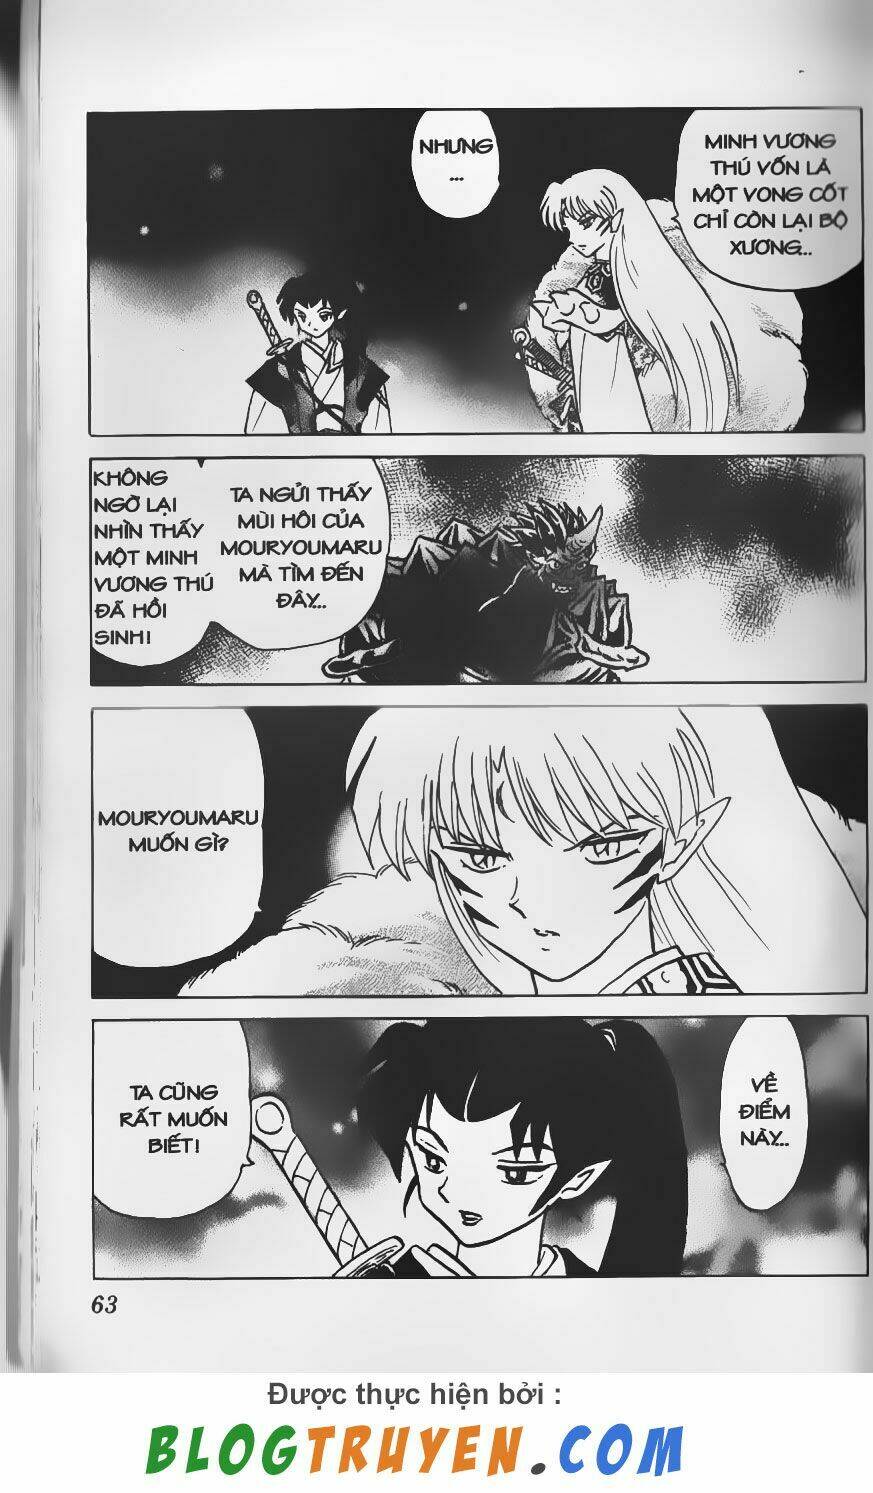 MINH VƯƠNG
THÚ VỐN LÀ
MỘT VONG CỐT
CHỈ CÒN LẠI BỘ
XƯƠNG...
NHƯNG
...
TA NGỬI THẤY
MÙI HÔI CỦA
MOURYOUMARU
MÀ TÌM ĐẾN
ĐÂY...
KHÔNG
NGỜ LẠI
NHÌN THẤY
MỘT MINH
VƯƠNG THÚ
ĐÃ HỒI
SINH!
MOURYOUMARU
MUỐN GÌ?
VỀ
ĐIỂM
NÀY...
TA CŨNG
RẤT MUỐN
BIẾT!
63
Được thực hiện bởi :
BLOGTRUYEN.COM